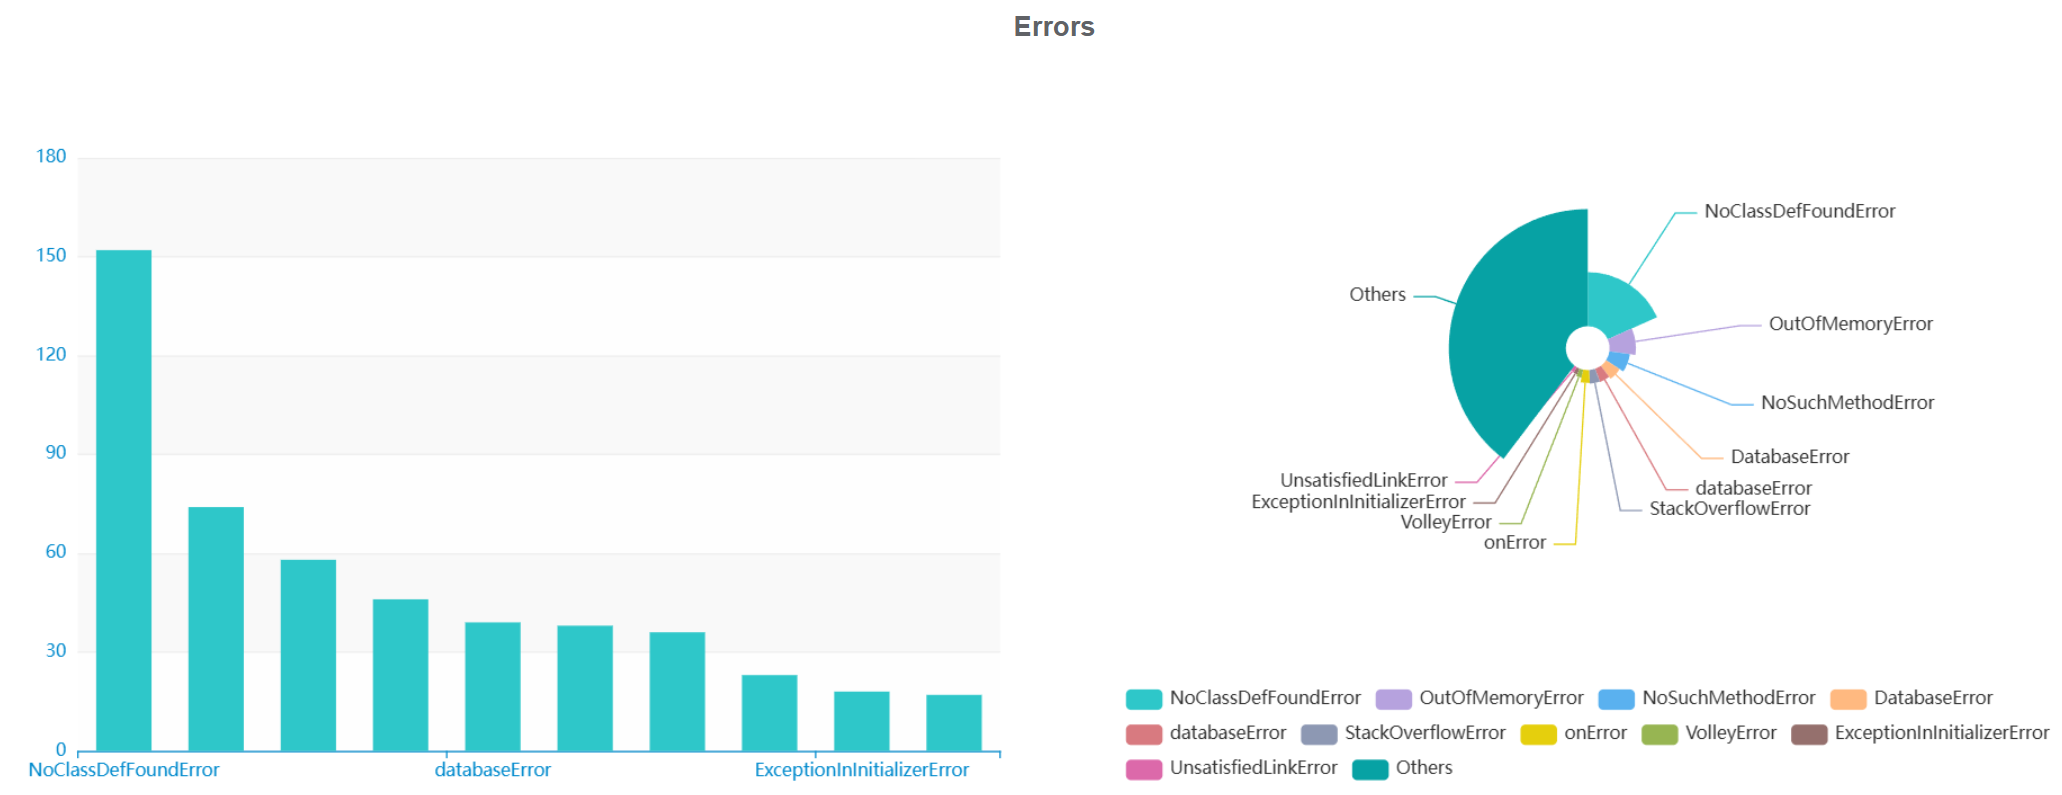 Errors
180
150
120
90
60
30
0
NoClassDefFoundError databaseError ExceptionInInitializerError
NoClassDefFoundError
Others
OutOfMemoryError
NoSuchMethodError
DatabaseError
UnsatisfiedLinkError
databaseError
ExceptionInInitializerError
StackOverflowError
VolleyError
onError
NoClassDefFoundError OutOfMemoryError NoSuchMethodError DatabaseError
databaseError StackOverflowError onError VolleyError ExceptionInInitializerError
UnsatisfiedLinkError Others